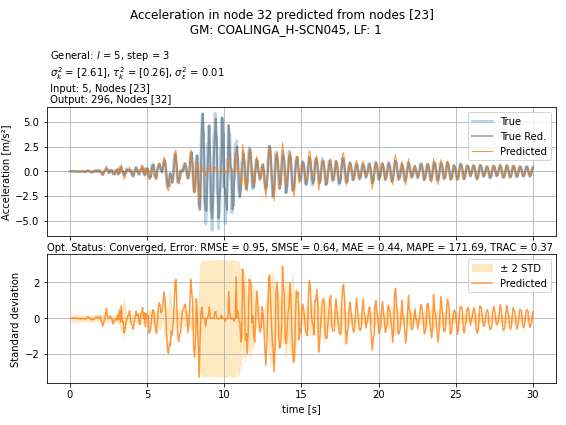 Acceleration in node 32 predicted from nodes [23]
GM: COALINGA_H-SCN045, LF: 1
General: l = 5, step = 3
σ²ₖ = [2.61], τ²ₖ = [0.26], σ²ε = 0.01
Input: 5, Nodes [23]
Output: 296, Nodes [32]
Acceleration [m/s²]
5.0
2.5
0.0
−2.5
−5.0
True
True Red.
Predicted
Opt. Status: Converged, Error: RMSE = 0.95, SMSE = 0.64, MAE = 0.44, MAPE = 171.69, TRAC = 0.37
Standard deviation
2
0
−2
± 2 STD
Predicted
0 5 10 15 20 25 30
time [s]